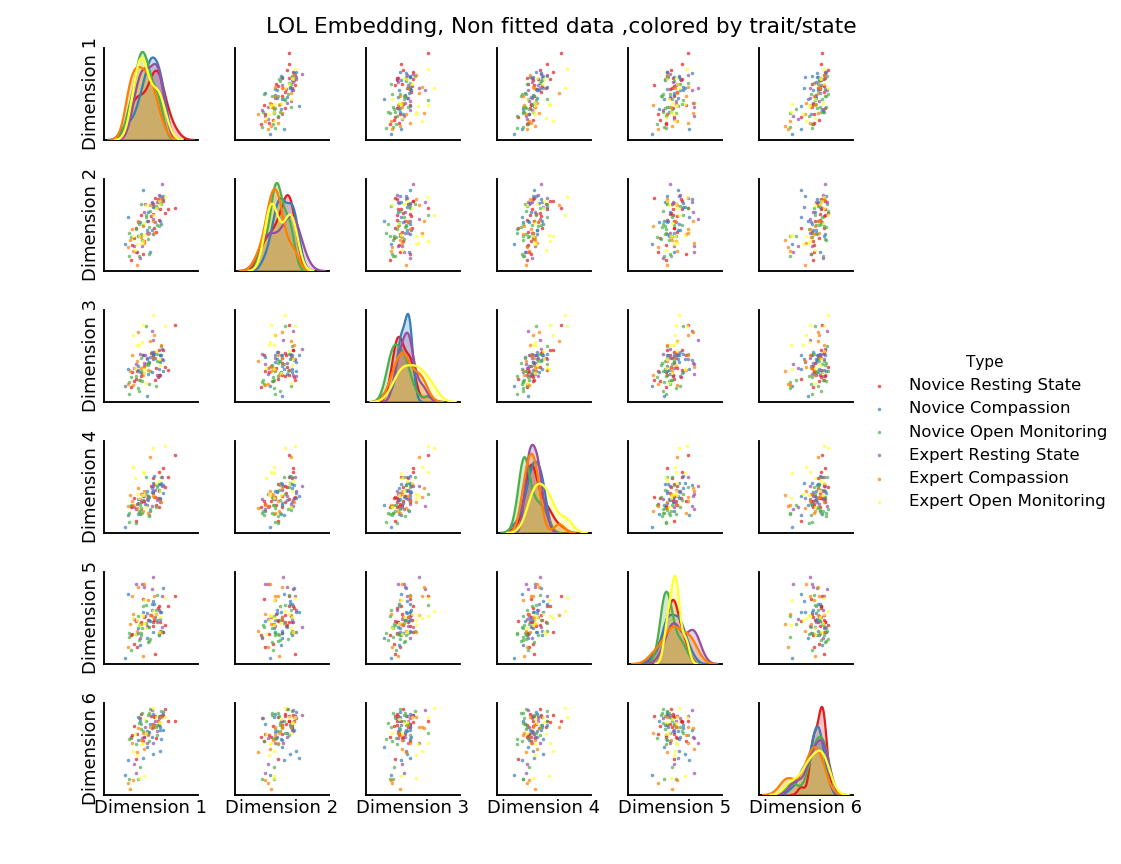 LOL Embedding, Non fitted data ,colored by trait/state
Dimension 1
Dimension 2
Dimension 3
Dimension 4
Dimension 5
Dimension 6
Dimension 1
Dimension 2
Dimension 3
Dimension 4
Dimension 5
Dimension 6
Type
Novice Resting State
Novice Compassion
Novice Open Monitoring
Expert Resting State
Expert Compassion
Expert Open Monitoring